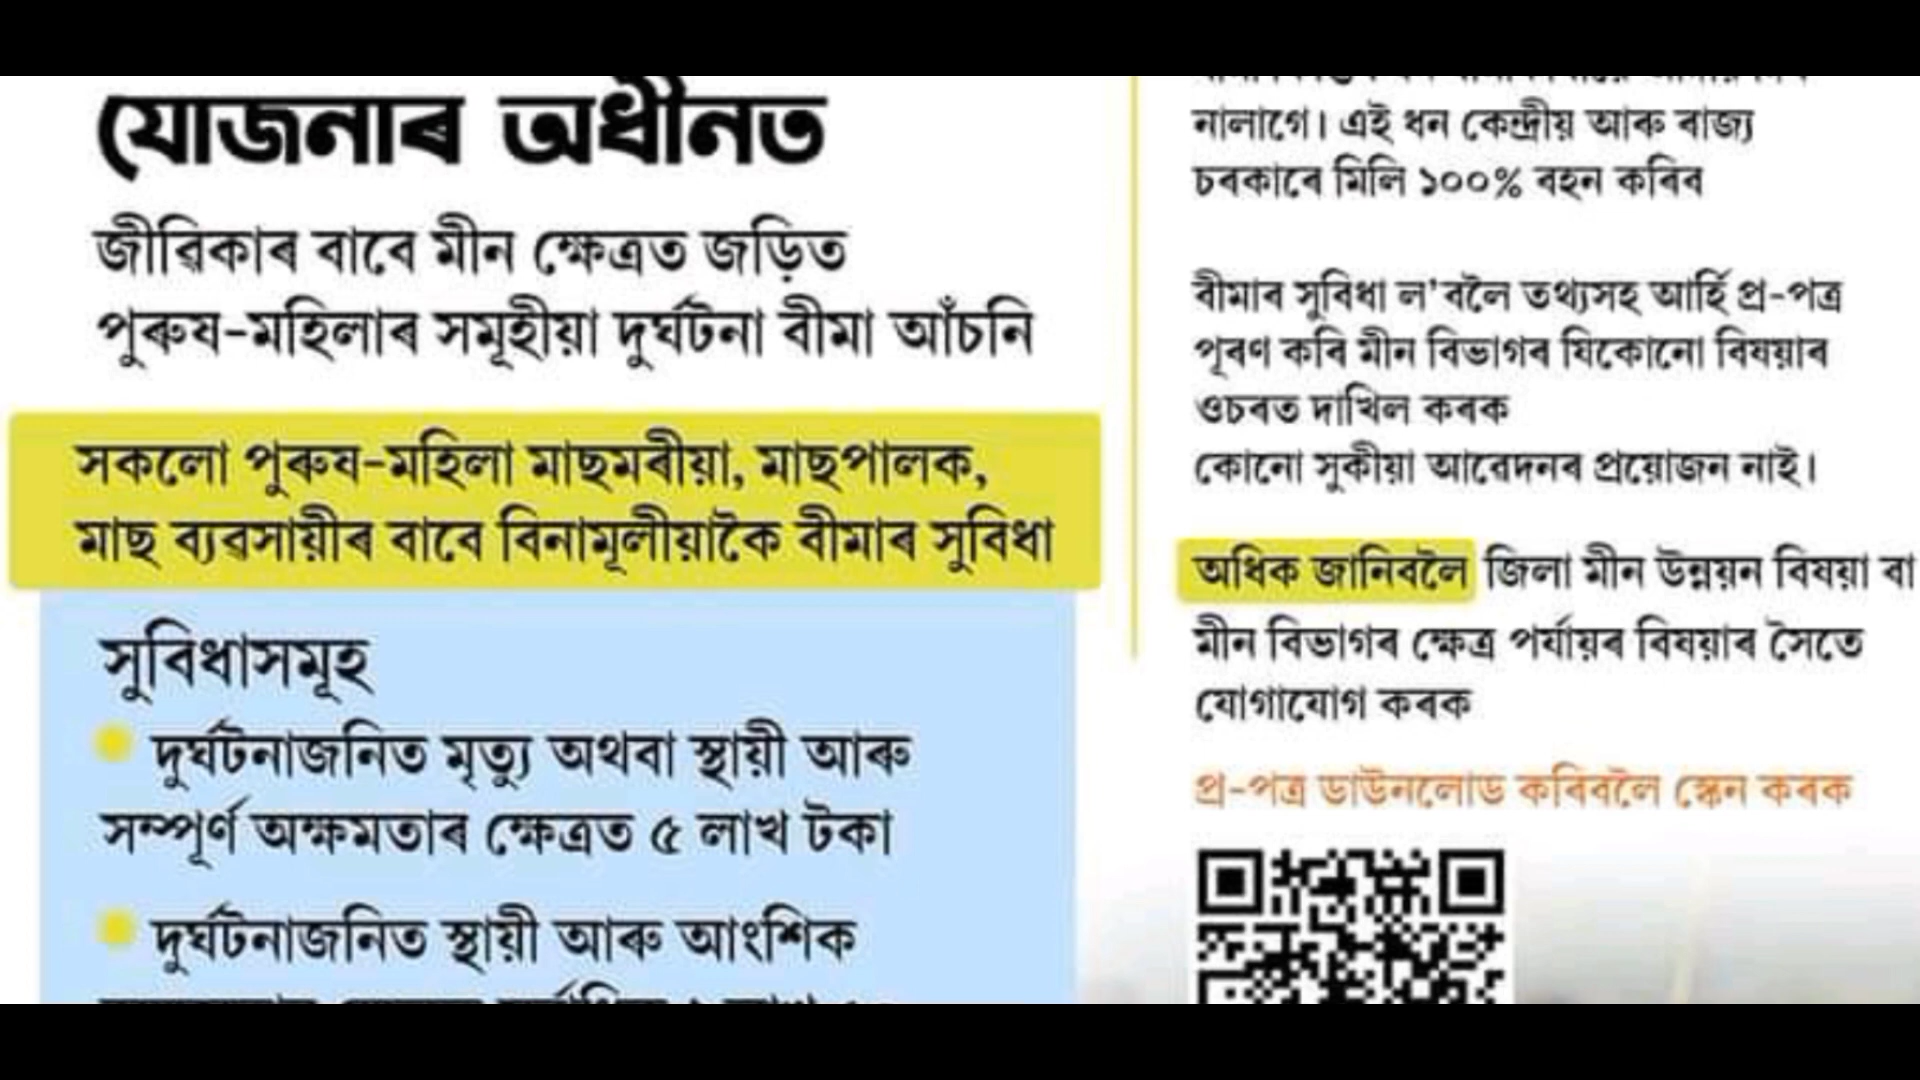 যোজনাৰ অধীনত
জীৱিকাৰ বাবে মীন ক্ষেত্ৰত জড়িত
পুৰুষ-মহিলাৰ সমূহীয়া দুৰ্ঘটনা বীমা আঁচনি
সকলো পুৰুষ-মহিলা মাছমৰীয়া, মাছপালক,
মাছ ব্যৱসায়ীৰ বাবে বিনামূলীয়াকৈ বীমাৰ সুবিধা
সুবিধাসমূহ
দুৰ্ঘটনাজনিত মৃত্যু অথবা স্থায়ী আৰু
সম্পূৰ্ণ অক্ষমতাৰ ক্ষেত্ৰত ৫ লাখ টকা
দুৰ্ঘটনাজনিত স্থায়ী আৰু আংশিক
নালাগে। এই ধন কেন্দ্ৰীয় আৰু ৰাজ্য
চৰকাৰে মিলি ১০০% বহন কৰিব
বীমাৰ সুবিধা ল'বলৈ তথ্যসহ আৰ্হি প্ৰ-পত্ৰ
পূৰণ কৰি মীন বিভাগৰ যিকোনো বিষয়াৰ
ওচৰত দাখিল কৰক
কোনো সুকীয়া আৱেদনৰ প্ৰয়োজন নাই।
অধিক জানিবলৈ জিলা মীন উন্নয়ন বিষয়া বা
মীন বিভাগৰ ক্ষেত্ৰ পৰ্যায়ৰ বিষয়াৰ সৈতে
যোগাযোগ কৰক
প্ৰ-পত্ৰ ডাউনলোড কৰিবলৈ স্কেন কৰক